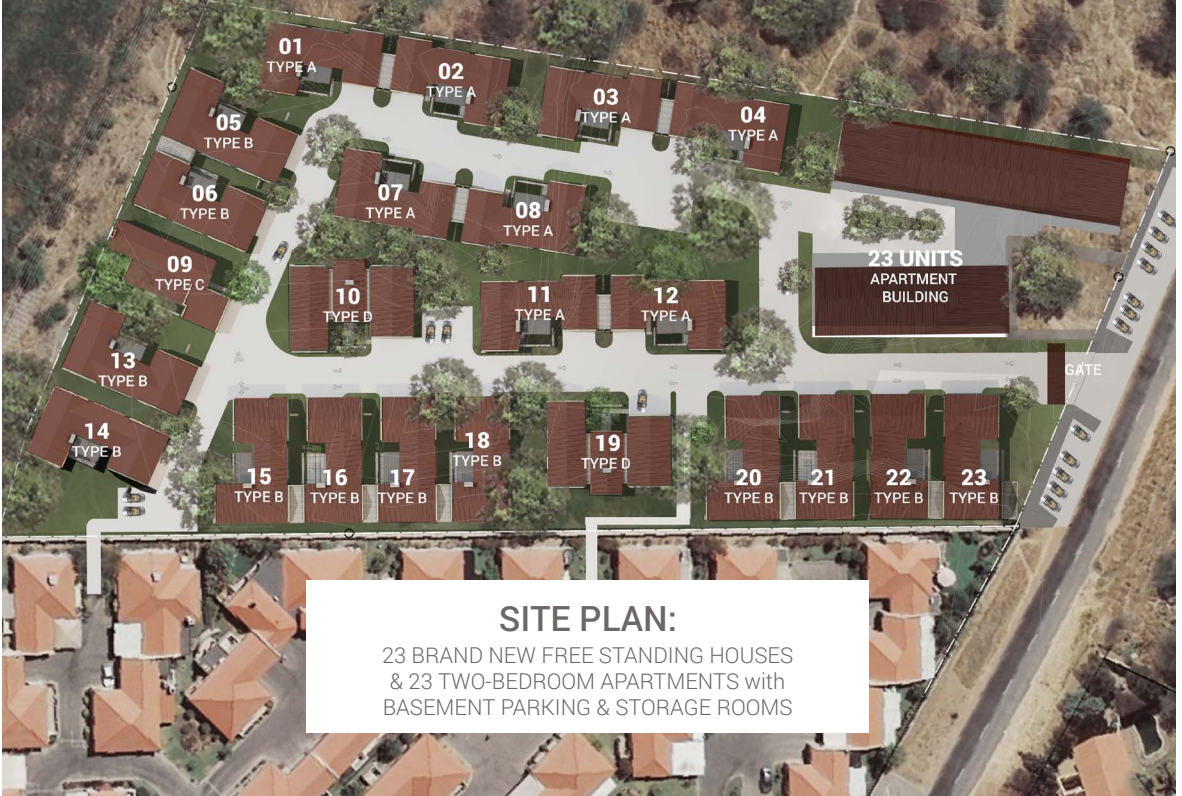 01
TYPE A
02
TYPE A
03
TYPE A
04
TYPE A
05
TYPE B
06
TYPE B
07
TYPE A
08
TYPE A
09
TYPE C
10
TYPE D
11
TYPE A
12
TYPE A
23 UNITS
APARTMENT
BUILDING
13
TYPE B
GATE
14
TYPE B
15
TYPE B
16
TYPE B
17
TYPE B
18
TYPE B
19
TYPE D
20
TYPE B
21
TYPE B
22
TYPE B
23
TYPE B
SITE PLAN:
23 BRAND NEW FREE STANDING HOUSES
& 23 TWO-BEDROOM APARTMENTS with
BASEMENT PARKING & STORAGE ROOMS